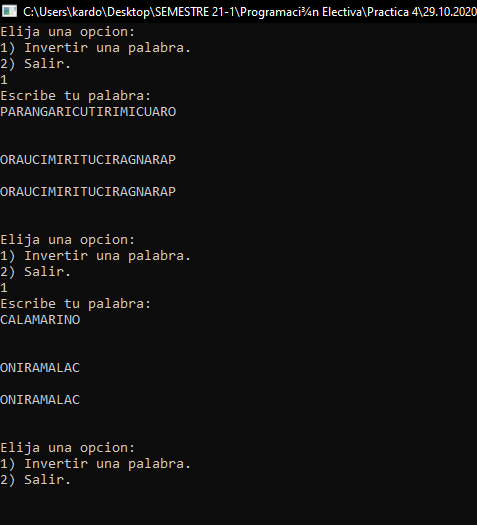 C:\Users\kardo\Desktop\SEMESTRE 21-1\Programaci¾n Electiva\Practica 4\29.10.2020
Elija una opcion:
1) Invertir una palabra.
2) Salir.
1
Escribe tu palabra:
PARANGARICUTIRIMICUARO
ORAUCIMIRITUCIRAGNARAP
ORAUCIMIRITUCIRAGNARAP
Elija una opcion:
1) Invertir una palabra.
2) Salir.
1
Escribe tu palabra:
CALAMARINO
ONIRAMALAC
ONIRAMALAC
Elija una opcion:
1) Invertir una palabra.
2) Salir.